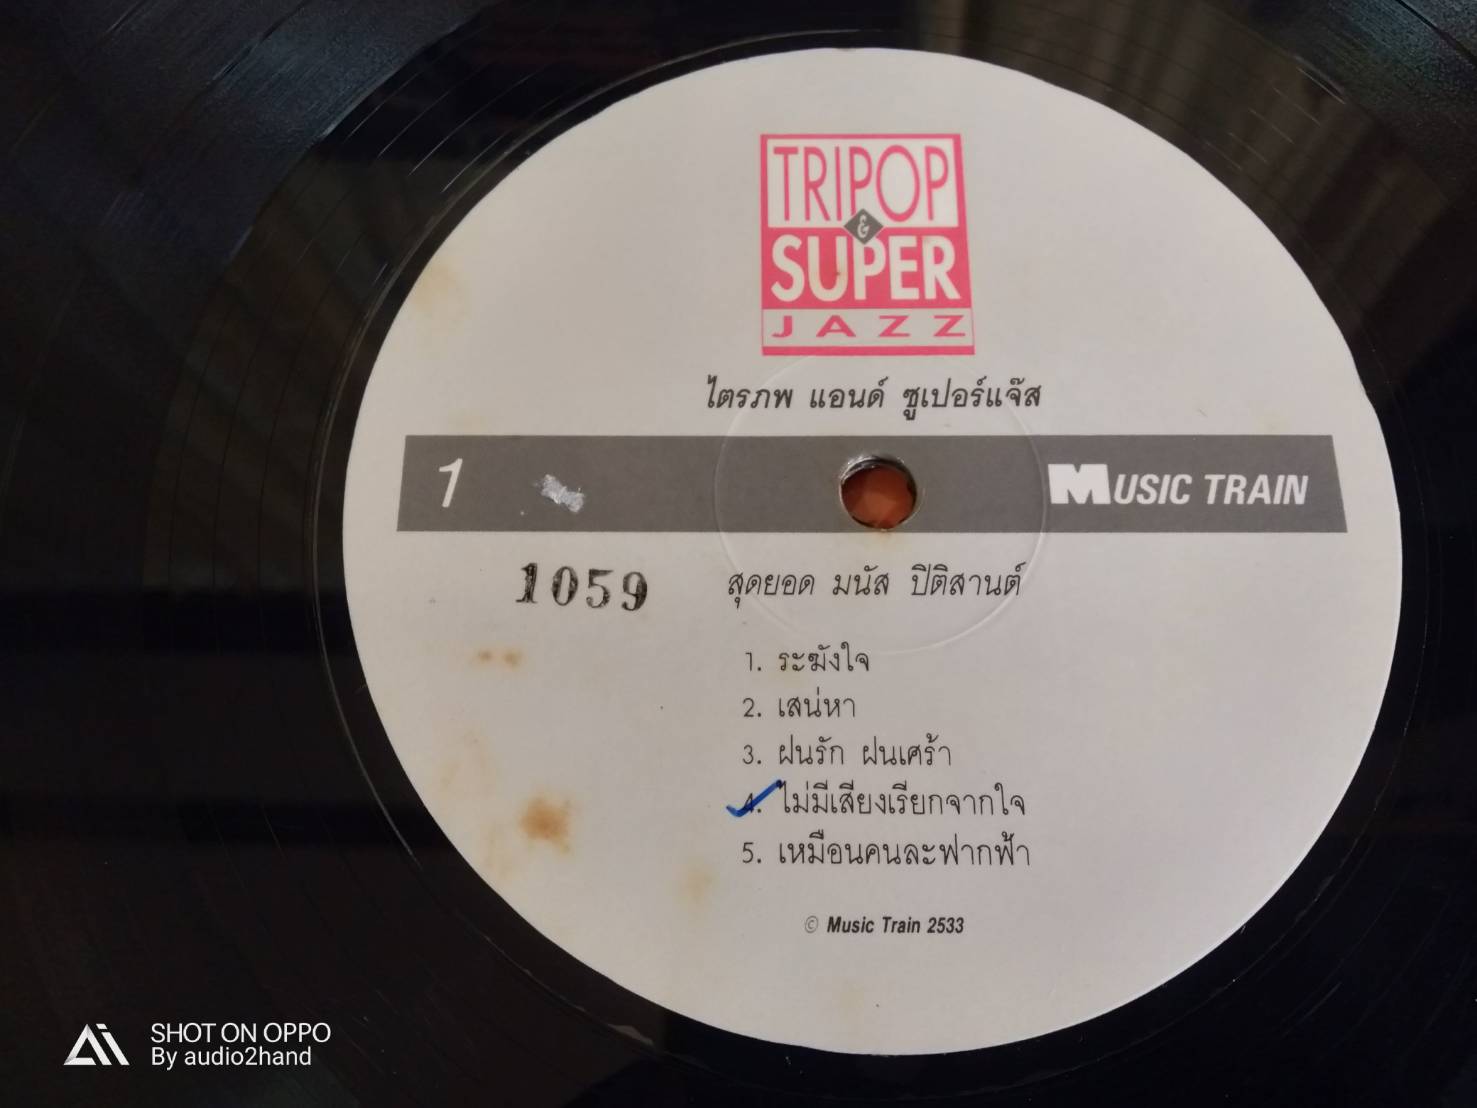 TRIPOP
&
SUPER
JAZZ
ไตรภพ แอนด์ ซูเปอร์แจ๊ส
1
MUSIC TRAIN
1059
สุดยอด มนัส ปิติสานต์
1. ระฆังใจ
2. เสน่หา
3. ฝนรัก ฝนเศร้า
4. ไม่มีเสียงเรียกจากใจ
5. เหมือนคนละฟากฟ้า
© Music Train 2533
SHOT ON OPPO
By audio2hand